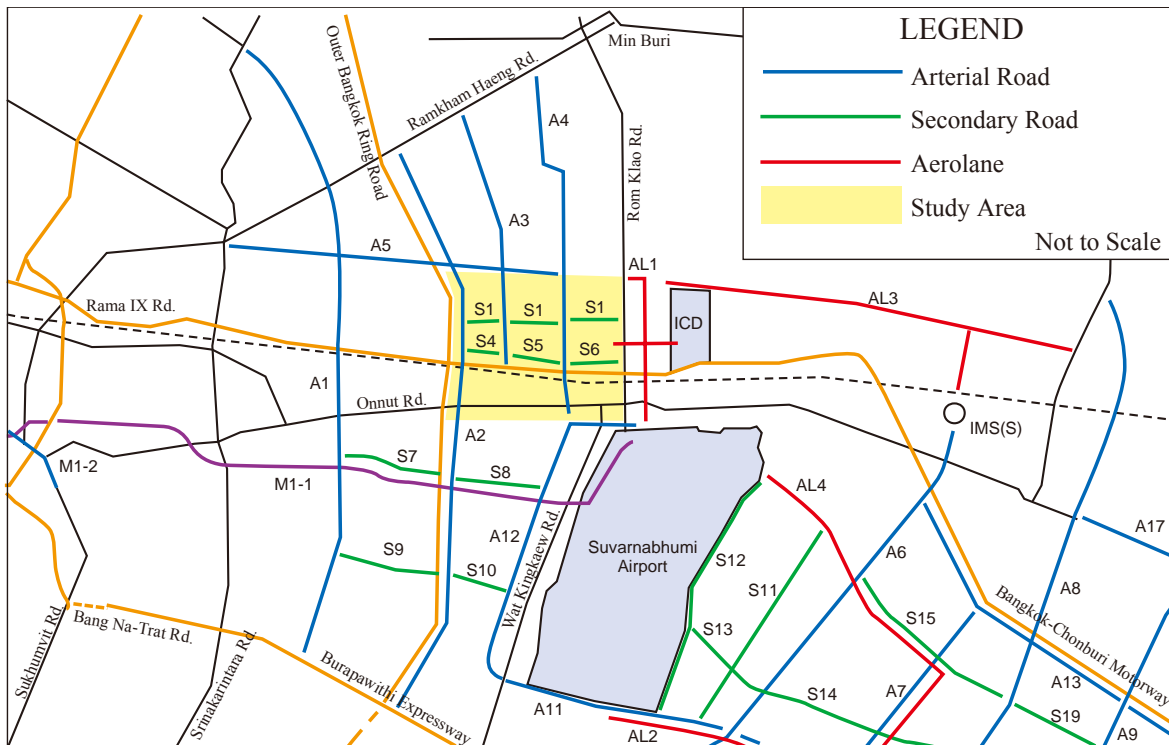 LEGEND
Arterial Road
Secondary Road
Aerolane
Study Area
Not to Scale
Min Buri
Outer Bangkok Ring Road
Ramkham Haeng Rd.
A4
Rom Klao Rd.
A3
A5
AL1
AL3
Rama IX Rd.
S1
S1
S1
ICD
S4
S5
S6
A1
Onnut Rd.
IMS(S)
A2
M1-2
S7
M1-1
S8
AL4
A17
A12
Wat Kingkaew Rd.
Suvarnabhumi
Airport
S12
A6
S9
S10
S11
A8
Bangkok-Chonburi Motorway
Sukhumvit Rd.
Bang Na-Trat Rd.
Srinakarintara Rd.
Burapawithi Expressway
S13
S15
S14
A7
A13
A11
S19
AL2
A9